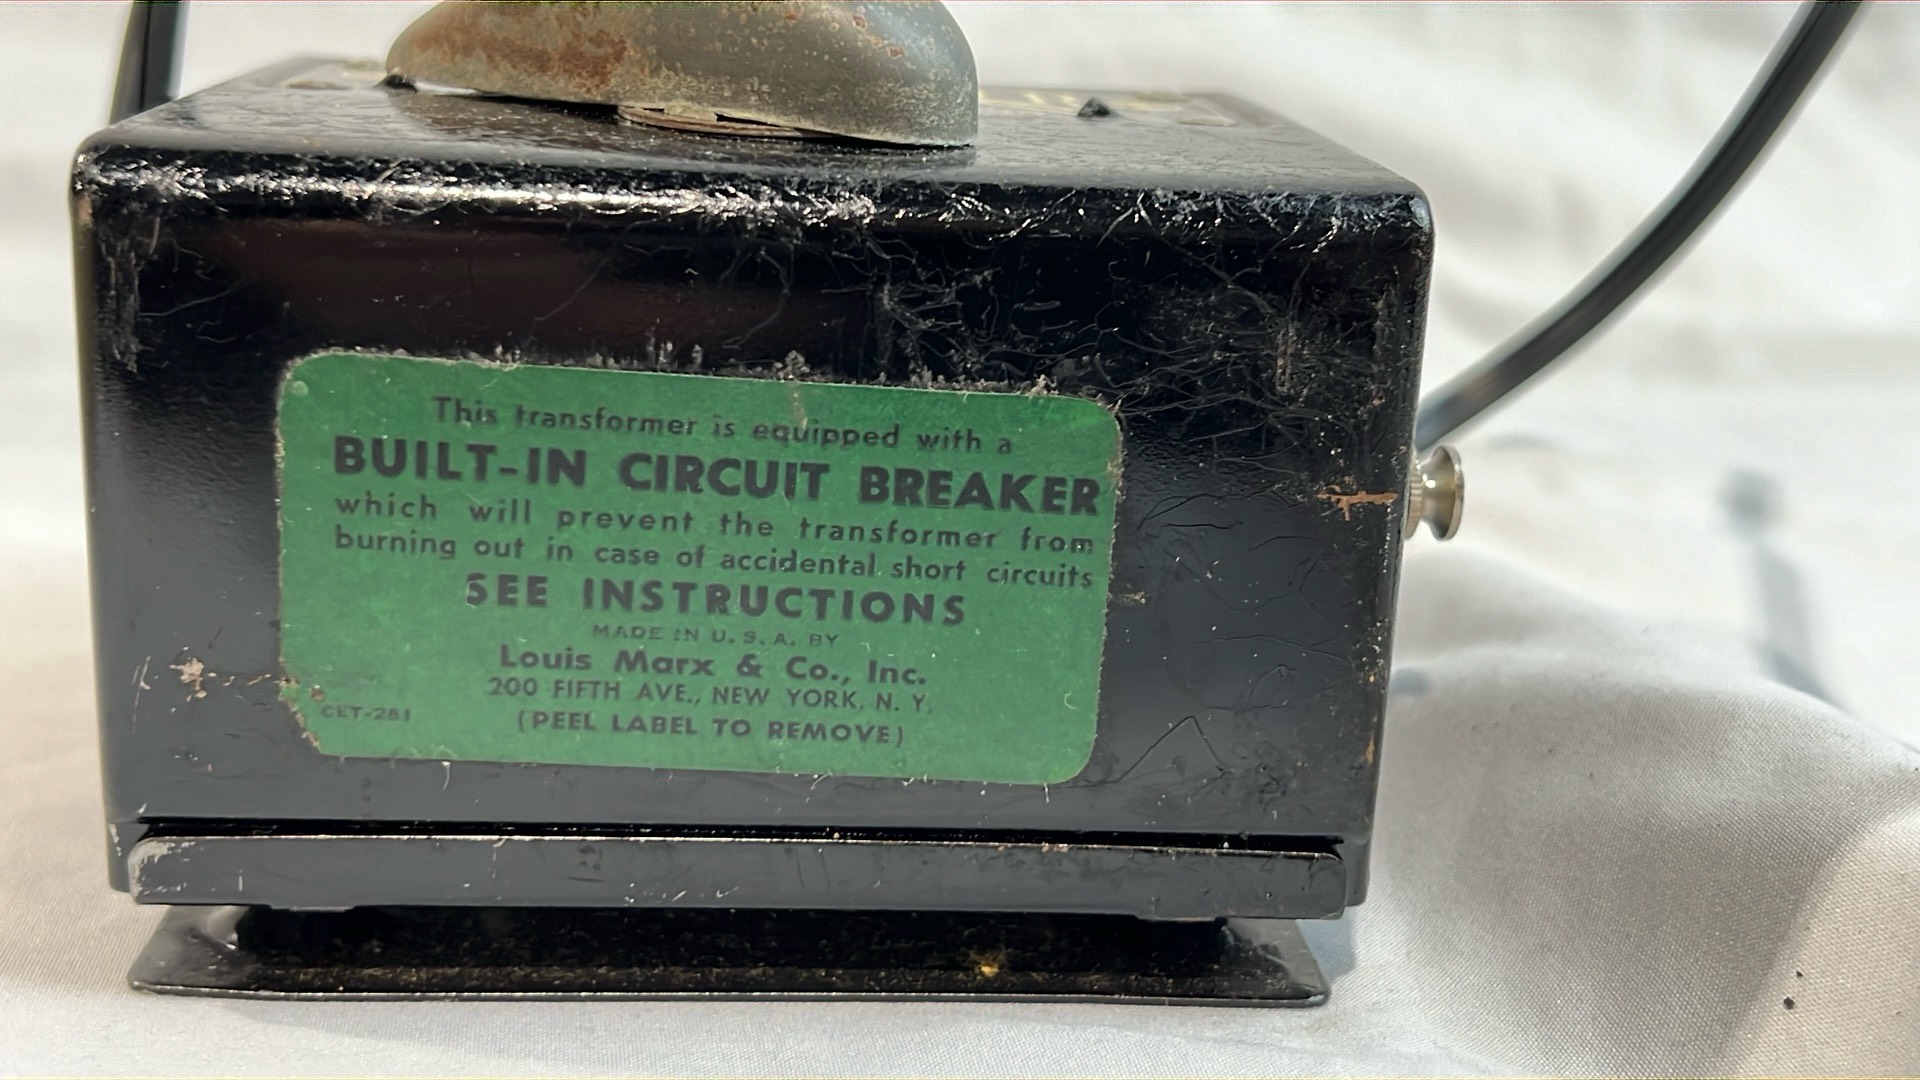 This transformer is equipped with a
BUILT-IN CIRCUIT BREAKER
which will prevent the transformer from
burning out in case of accidental short circuits
SEE INSTRUCTIONS
MADE IN U. S. A. BY
Louis Marx & Co., Inc.
200 FIFTH AVE., NEW YORK, N. Y.
CET-281
(PEEL LABEL TO REMOVE)